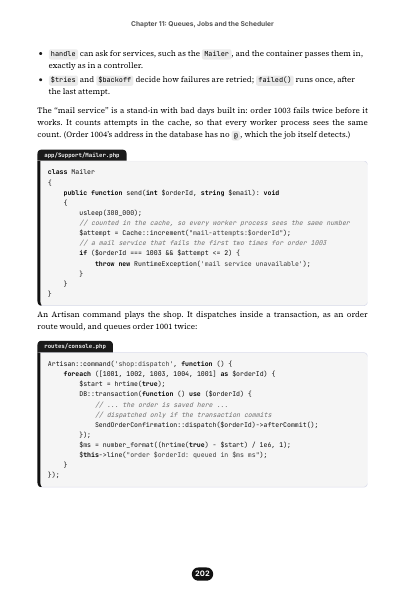 Chapter 11: Queues, Jobs and the Scheduler
• handle can ask for services, such as the Mailer, and the container passes them in,
exactly as in a controller.
• $tries and $backoff decide how failures are retried; failed() runs once, after
the last attempt.
The “mail service” is a stand-in with bad days built in: order 1003 fails twice before it
works. It counts attempts in the cache, so that every worker process sees the same
count. (Order 1004's address in the database has no @, which the job itself detects.)
app/Support/Mailer.php
class Mailer
{
    public function send(int $orderId, string $email): void
    {
        usleep(300_000);
        // counted in the cache, so every worker process sees the same number
        $attempt = Cache::increment("mail-attempts:$orderId");
        // a mail service that fails the first two times for order 1003
        if ($orderId === 1003 && $attempt <= 2) {
            throw new RuntimeException('mail service unavailable');
        }
    }
}
An Artisan command plays the shop. It dispatches inside a transaction, as an order
route would, and queues order 1001 twice:
routes/console.php
Artisan::command('shop:dispatch', function () {
    foreach ([1001, 1002, 1003, 1004, 1001] as $orderId) {
        $start = hrtime(true);
        DB::transaction(function () use ($orderId) {
            // ... the order is saved here ...
            // dispatched only if the transaction commits
            SendOrderConfirmation::dispatch($orderId)->afterCommit();
        });
        $ms = number_format((hrtime(true) - $start) / 1e6, 1);
        $this->line("order $orderId: queued in $ms ms");
    }
});
202